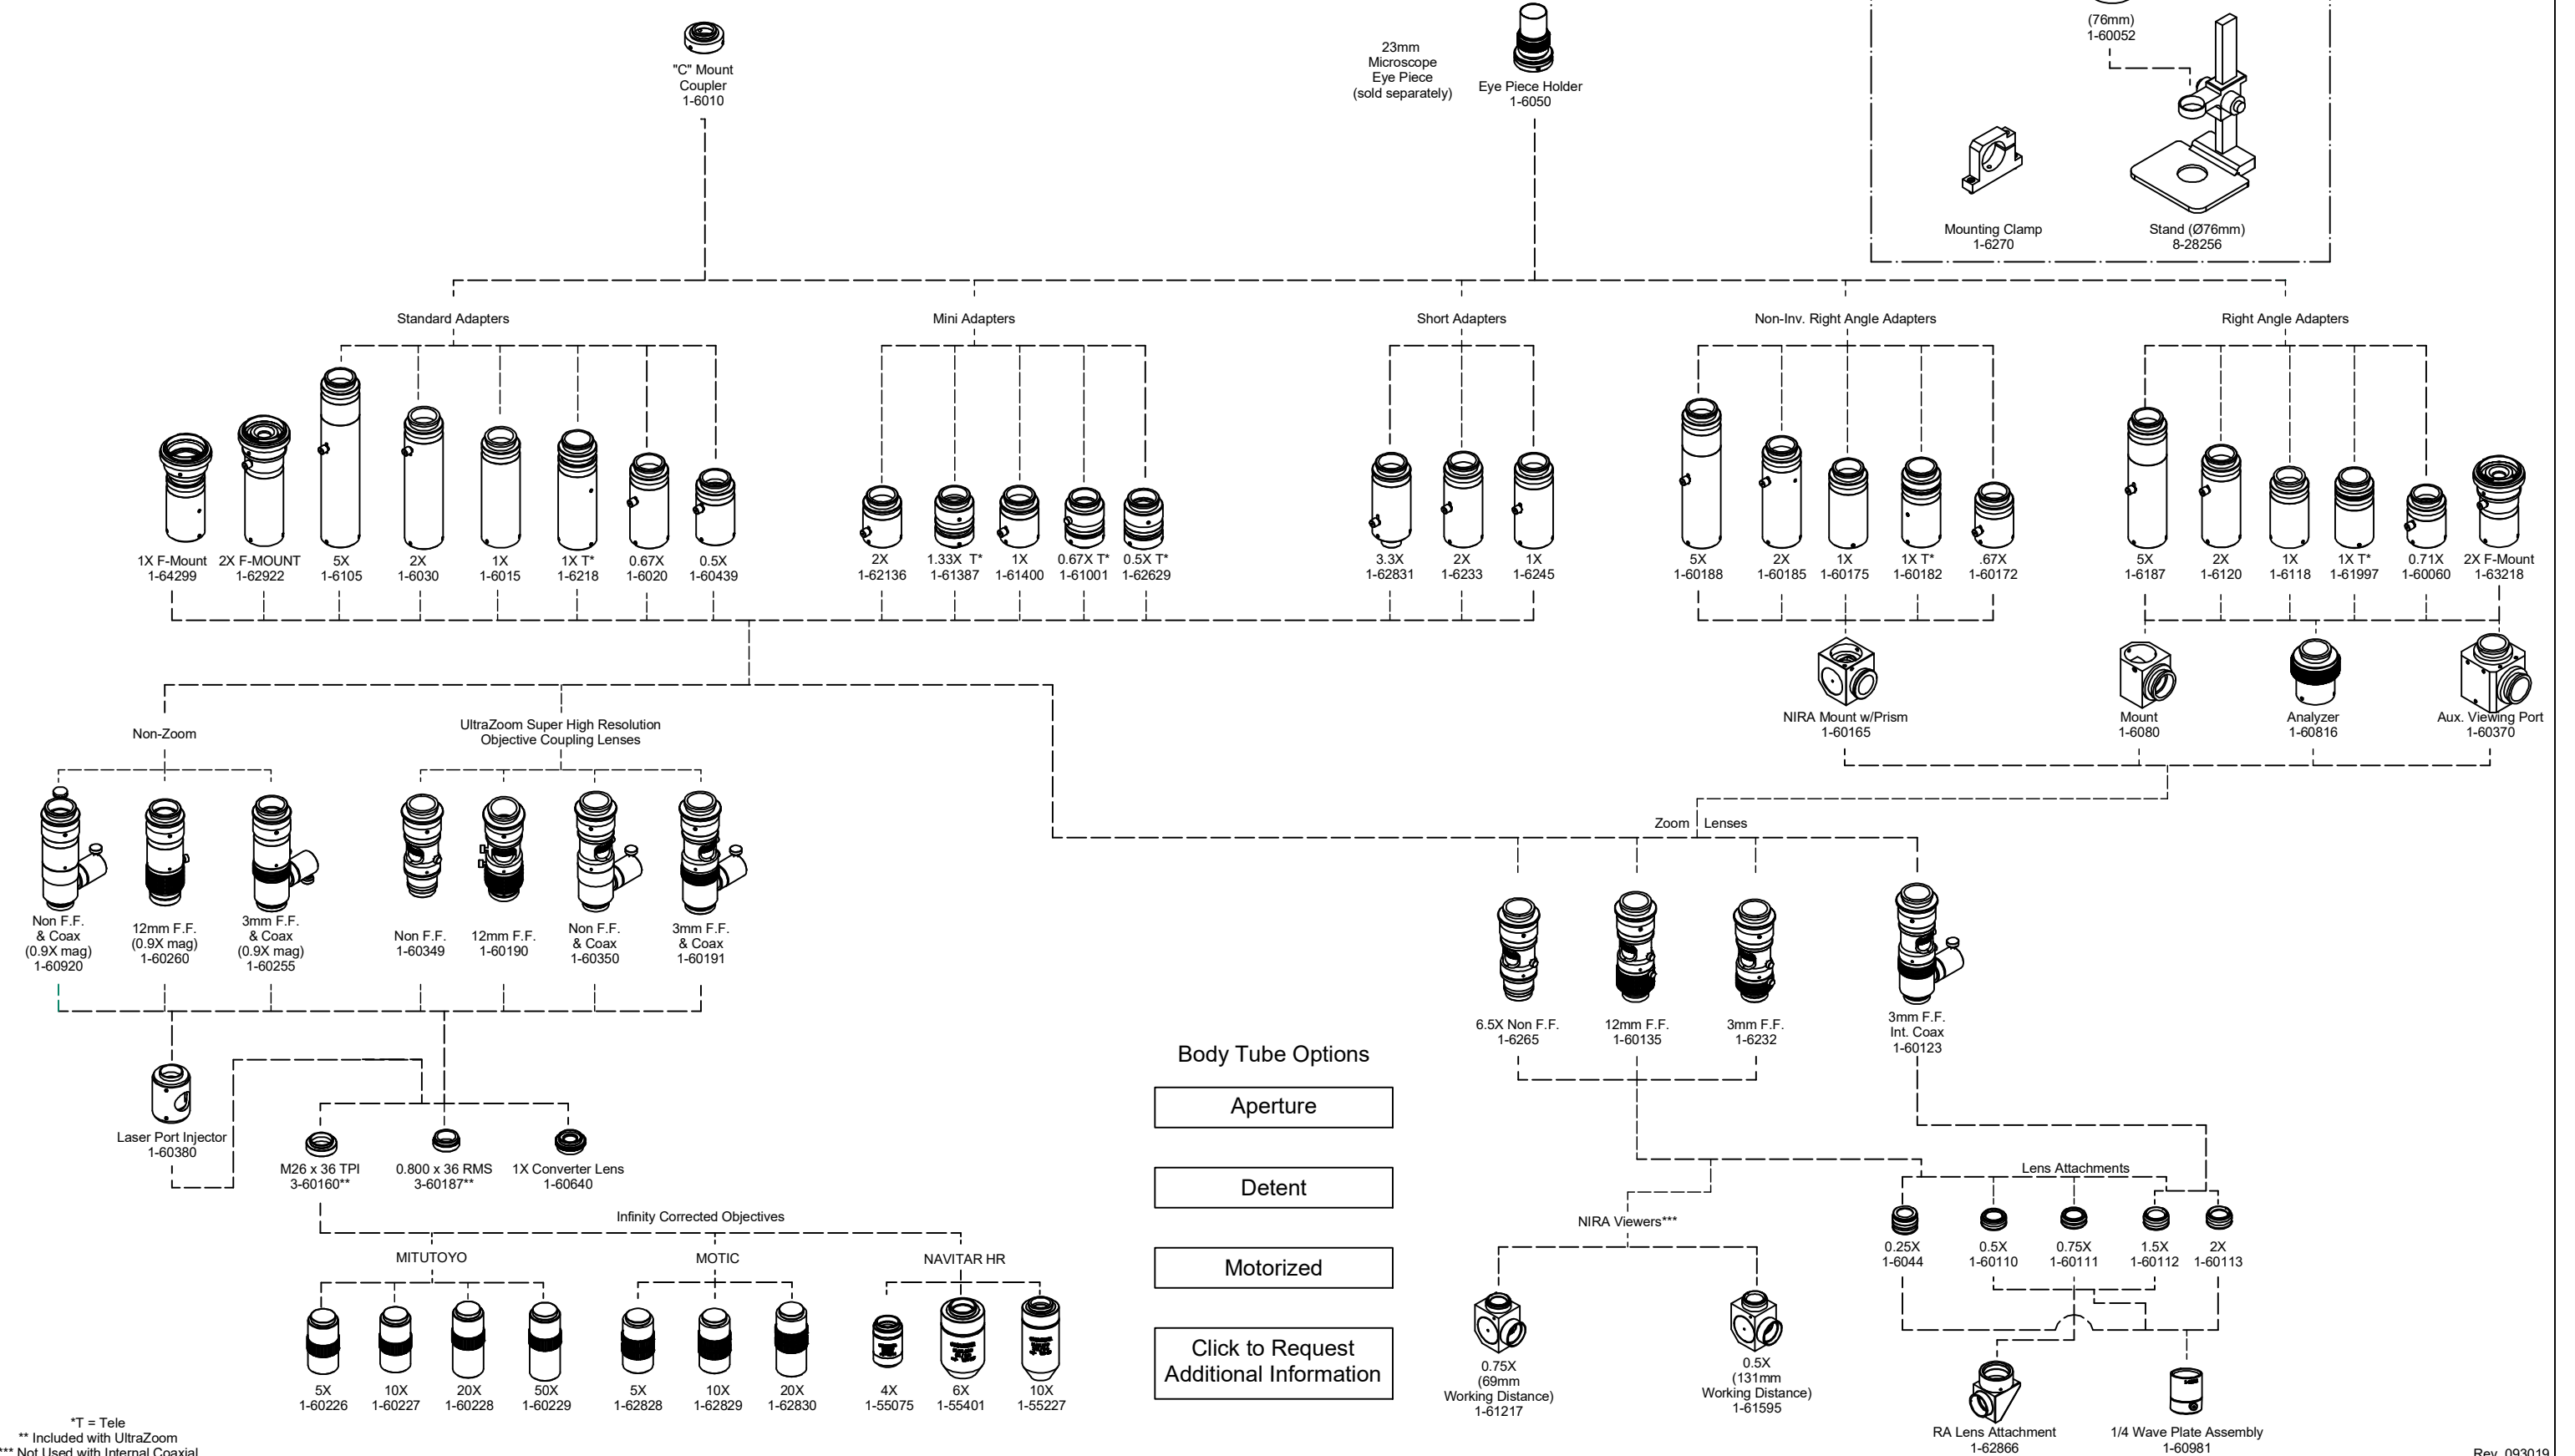 (76mm)
1-60052
"C" Mount
Coupler
1-6010
23mm
Microscope
Eye Piece
(sold separately)
Eye Piece Holder
1-6050
Mounting Clamp
1-6270
Stand (Ø76mm)
8-28256
Standard Adapters
Mini Adapters
Short Adapters
Non-Inv. Right Angle Adapters
Right Angle Adapters
1X F-Mount
1-64299
2X F-MOUNT
1-62922
5X
1-6105
2X
1-6030
1X
1-6015
1X T*
1-6218
0.67X
1-6020
0.5X
1-60439
2X
1-62136
1.33X T*
1-61387
1X
1-61400
0.67X T*
1-61001
0.5X T*
1-62629
3.3X
1-62831
2X
1-6233
1X
1-6245
5X
1-60188
2X
1-60185
1X
1-60175
1X T*
1-60182
.67X
1-60172
5X
1-6187
2X
1-6120
1X
1-6118
1X T*
1-61997
0.71X
1-60060
2X F-Mount
1-63218
NIRA Mount w/Prism
1-60165
Mount
1-6080
Analyzer
1-60816
Aux. Viewing Port
1-60370
Non-Zoom
UltraZoom Super High Resolution
Objective Coupling Lenses
Zoom Lenses
Non F.F.
& Coax
(0.9X mag)
1-60920
12mm F.F.
(0.9X mag)
1-60260
3mm F.F.
& Coax
(0.9X mag)
1-60255
Non F.F.
1-60349
12mm F.F.
1-60190
Non F.F.
& Coax
1-60350
3mm F.F.
& Coax
1-60191
6.5X Non F.F.
1-6265
12mm F.F.
1-60135
3mm F.F.
1-6232
3mm F.F.
Int. Coax
1-60123
Laser Port Injector
1-60380
M26 x 36 TPI
3-60160**
0.800 x 36 RMS
3-60187**
1X Converter Lens
1-60640
Body Tube Options
Aperture
Detent
Motorized
Click to Request
Additional Information
Infinity Corrected Objectives
MITUTOYO
MOTIC
NAVITAR HR
5X
1-60226
10X
1-60227
20X
1-60228
50X
1-60229
5X
1-62828
10X
1-62829
20X
1-62830
4X
1-55075
6X
1-55401
10X
1-55227
NIRA Viewers***
0.75X
(69mm
Working Distance)
1-61217
0.5X
(131mm
Working Distance)
1-61595
Lens Attachments
0.25X
1-6044
0.5X
1-60110
0.75X
1-60111
1.5X
1-60112
2X
1-60113
RA Lens Attachment
1-62866
1/4 Wave Plate Assembly
1-60981
*T = Tele
** Included with UltraZoom
*** Not Used with Internal Coaxial
Rev. 093019